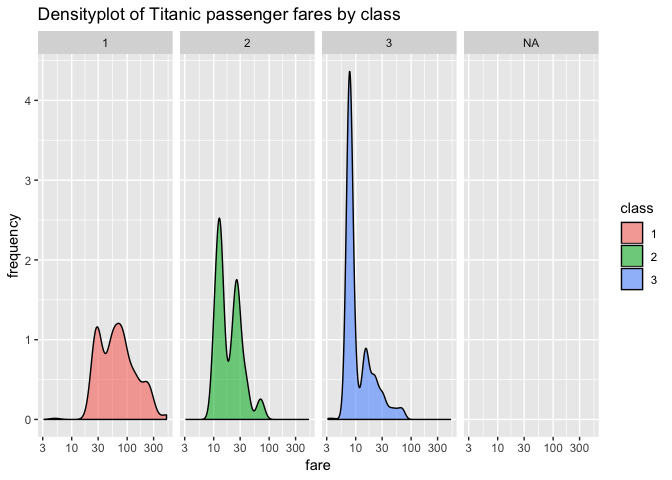 Densityplot of Titanic passenger fares by class
1 2 3 NA
4
3
2
1
0
frequency
3 10 30 100 300 3 10 30 100 300 3 10 30 100 300 3 10 30 100 300
fare
class
1
2
3